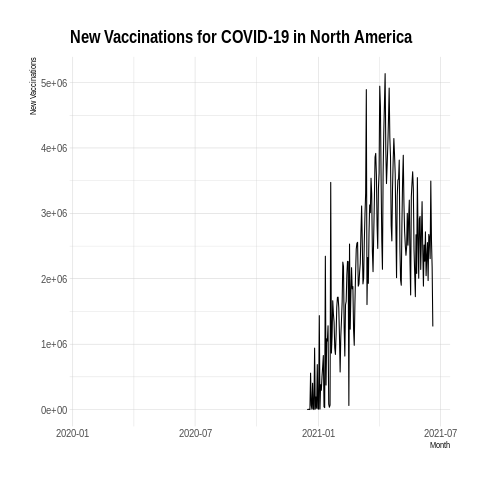 New Vaccinations for COVID-19 in North America
New Vaccinations
5e+06
4e+06
3e+06
2e+06
1e+06
0e+00
2020-01 2020-07 2021-01 2021-07
Month